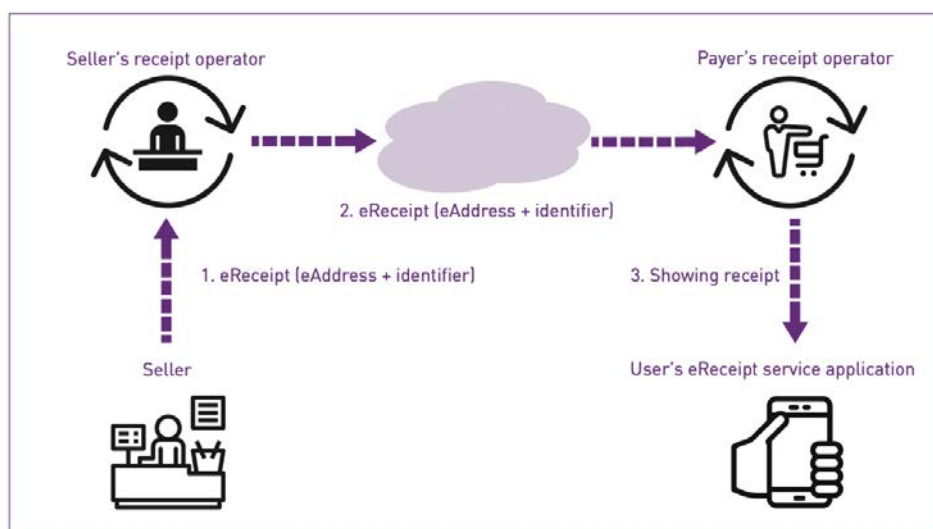 Seller's receipt operator
Payer's receipt operator
2. eReceipt (eAddress + identifier)
1. eReceipt (eAddress + identifier)
3. Showing receipt
Seller
User's eReceipt service application